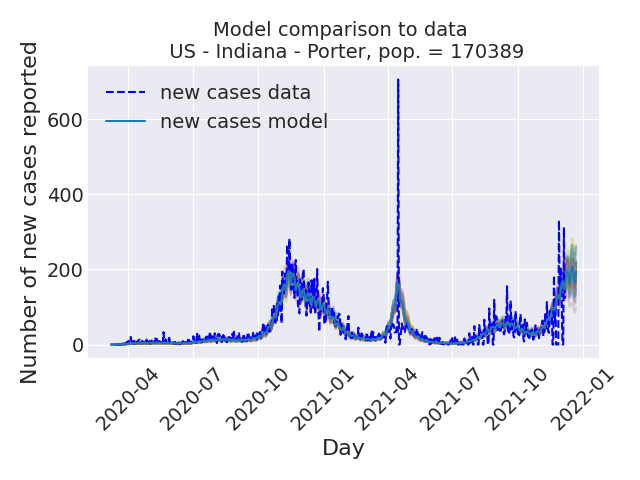 Model comparison to data
US - Indiana - Porter, pop. = 170389
Number of new cases reported
new cases data
new cases model
600
400
200
0
2020-04
2020-07
2020-10
2021-01
2021-04
2021-07
2021-10
2022-01
Day